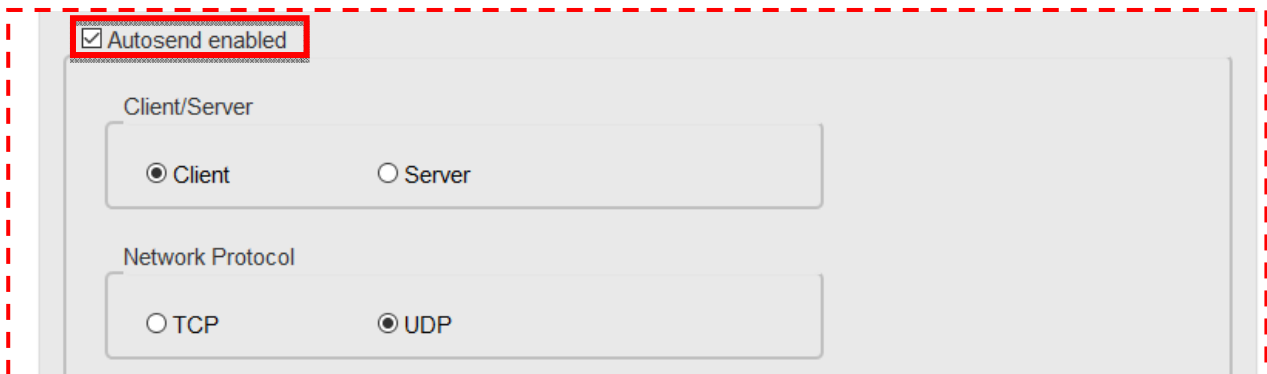 Autosend enabled
Client/Server
Client Server
Network Protocol
TCP UDP